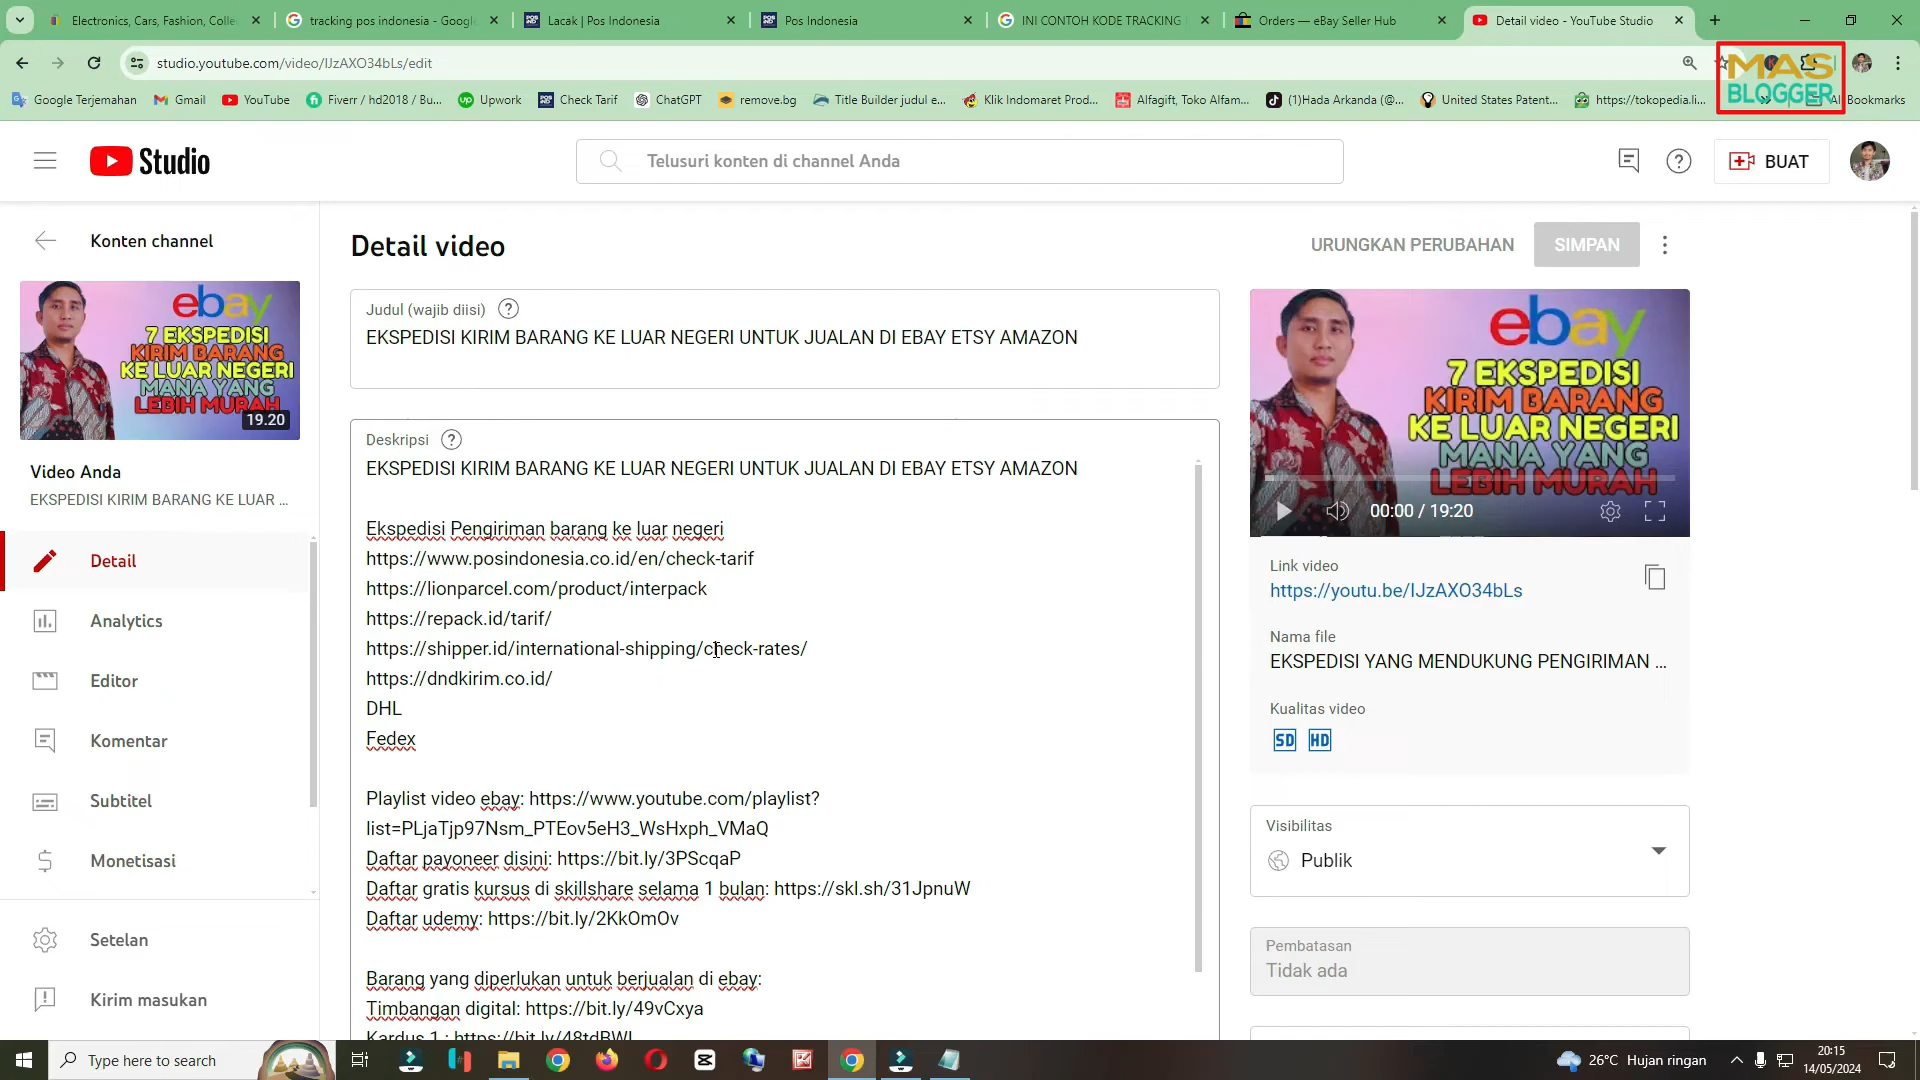 Electronics, Cars, Fashion, Colle
tracking pos indonesia - Google
Lacak | Pos Indonesia
Pos Indonesia
INI CONTOH KODE TRACKING
Orders — eBay Seller Hub
Detail video - YouTube Studio
studio.youtube.com/video/IJzAXO34bLs/edit
MAS
BLOGGER
Google Terjemahan
Gmail
YouTube
Fiverr / hd2018 / Bu...
Upwork
Check Tarif
ChatGPT
remove.bg
Title Builder judul e...
Klik Indomaret Prod...
Alfagift, Toko Alfam...
(1)Hada Arkanda (@...
United States Patent...
https://tokopedia.li...
Bookmarks
Studio
Telusuri konten di channel Anda
BUAT
Konten channel
ebay
7 EKSPEDISI
KIRIM BARANG
KE LUAR NEGERI
MANA YANG
LEBIH MURAH
19.20
Video Anda
EKSPEDISI KIRIM BARANG KE LUAR ...
Detail
Analytics
Editor
Komentar
Subtitel
Monetisasi
Setelan
Kirim masukan
Detail video
URUNGKAN PERUBAHAN
SIMPAN
Judul (wajib diisi)
EKSPEDISI KIRIM BARANG KE LUAR NEGERI UNTUK JUALAN DI EBAY ETSY AMAZON
Deskripsi
EKSPEDISI KIRIM BARANG KE LUAR NEGERI UNTUK JUALAN DI EBAY ETSY AMAZON
Ekspedisi Pengiriman barang ke luar negeri
https://www.posindonesia.co.id/en/check-tarif
https://lionparcel.com/product/interpack
https://repack.id/tarif/
https://shipper.id/international-shipping/check-rates/
https://dndkirim.co.id/
DHL
Fedex
Playlist video ebay: https://www.youtube.com/playlist?
list=PLjaTjp97Nsm_PTEov5eH3_WsHxph_VMaQ
Daftar payoneer disini: https://bit.ly/3PScqaP
Daftar gratis kursus di skillshare selama 1 bulan: https://skl.sh/31JpnuW
Daftar udemy: https://bit.ly/2KkOmOv
Barang yang diperlukan untuk berjualan di ebay:
Timbangan digital: https://bit.ly/49vCxya
Kardus 1 : https://bit.ly/48tdBWL
ebay
7 EKSPEDISI
KIRIM BARANG
KE LUAR NEGERI
MANA YANG
LEBIH MURAH
00:00 / 19:20
Link video
https://youtu.be/IJzAXO34bLs
Nama file
EKSPEDISI YANG MENDUKUNG PENGIRIMAN ...
Kualitas video
SD HD
Visibilitas
Publik
Pembatasan
Tidak ada
Type here to search
26°C Hujan ringan
20:15
14/05/2024